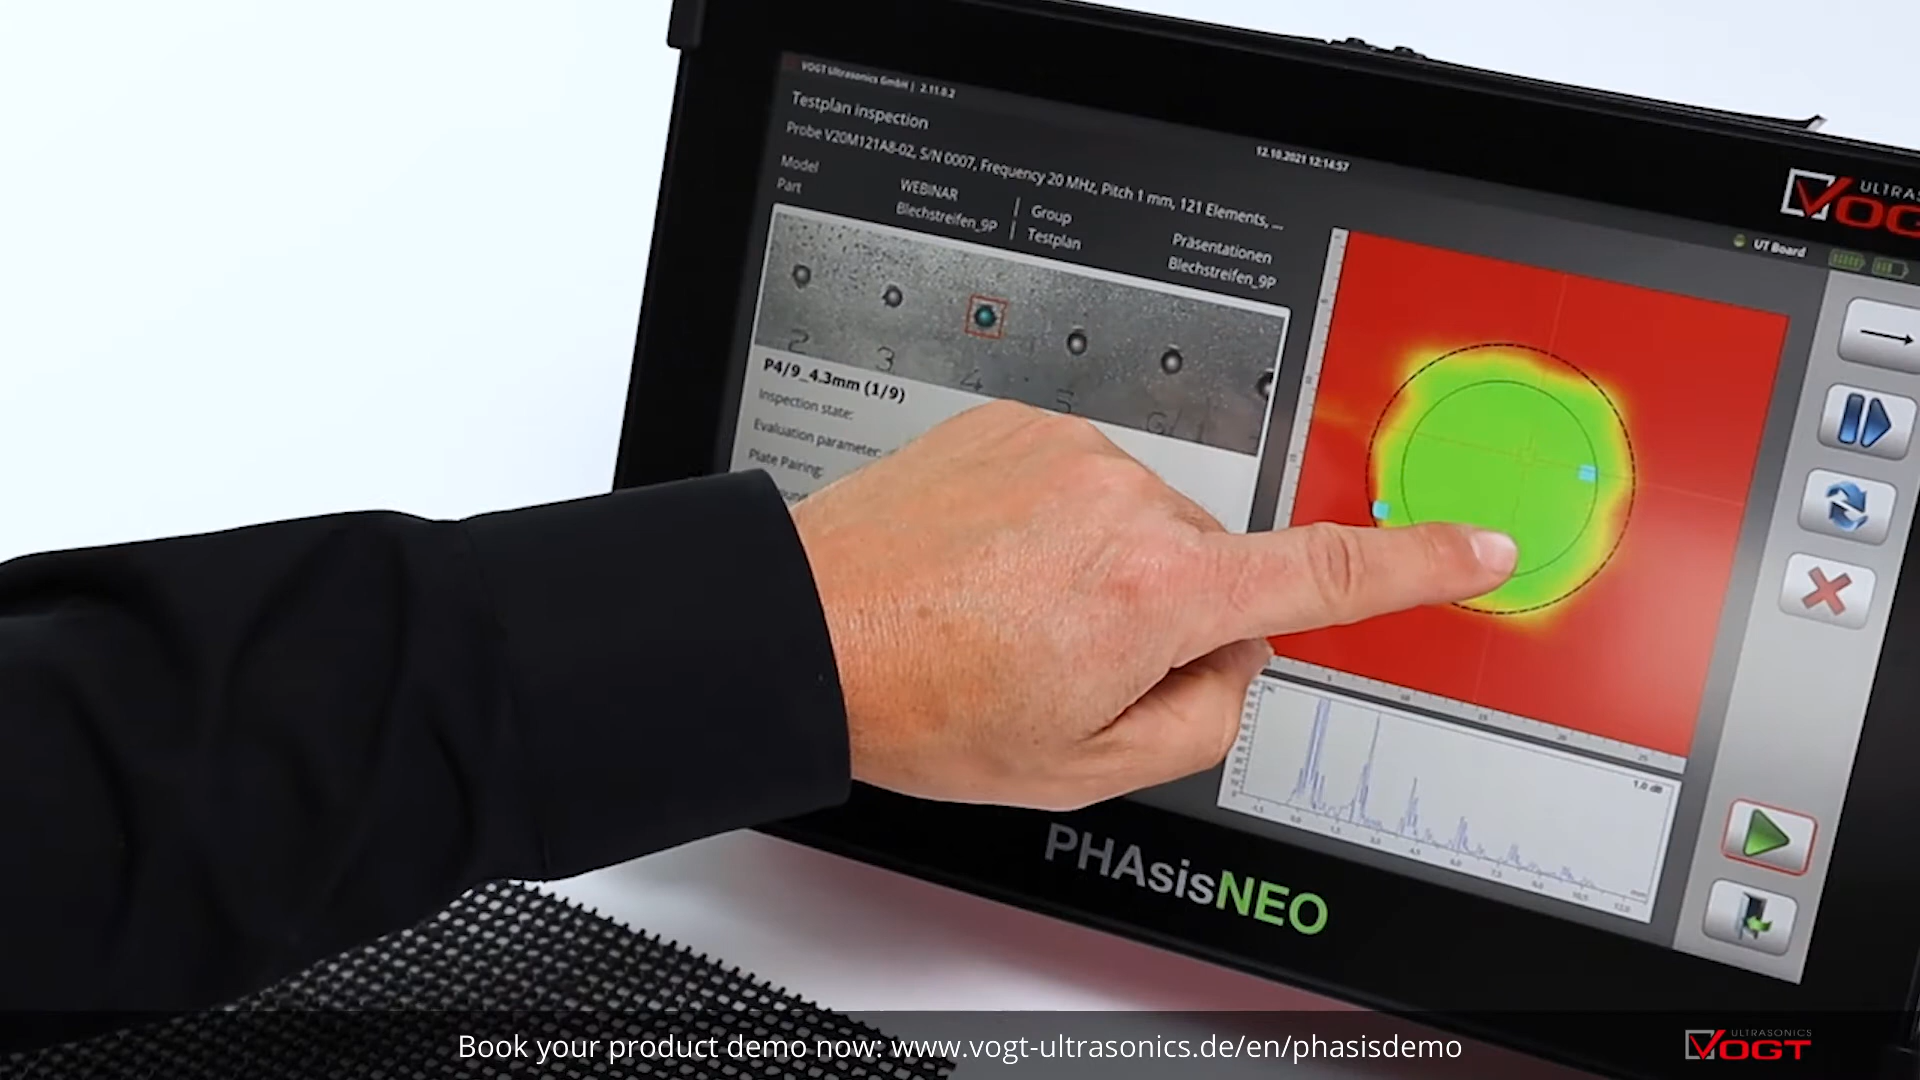 VOGT Ultrasonics GmbH | 2.11.0.2
Testplan inspection
12.10.2021 12:14:57
Probe V20M121A8-02, S/N 0007, Frequency 20 MHz, Pitch 1 mm, 121 Elements, ...
Model WEBINAR | Group Präsentationen
Part Blechstreifen_9P | Testplan Blechstreifen_9P
ULTRAS
VOG
UT Board
2 3 4 5 6
P4/9_4.3mm (1/9)
Inspection state:
Evaluation parameter:
Plate Pairing:
1.0 dB
PHAsisNEO
Book your product demo now: www.vogt-ultrasonics.de/en/phasisdemo
ULTRASONICS
VOGT